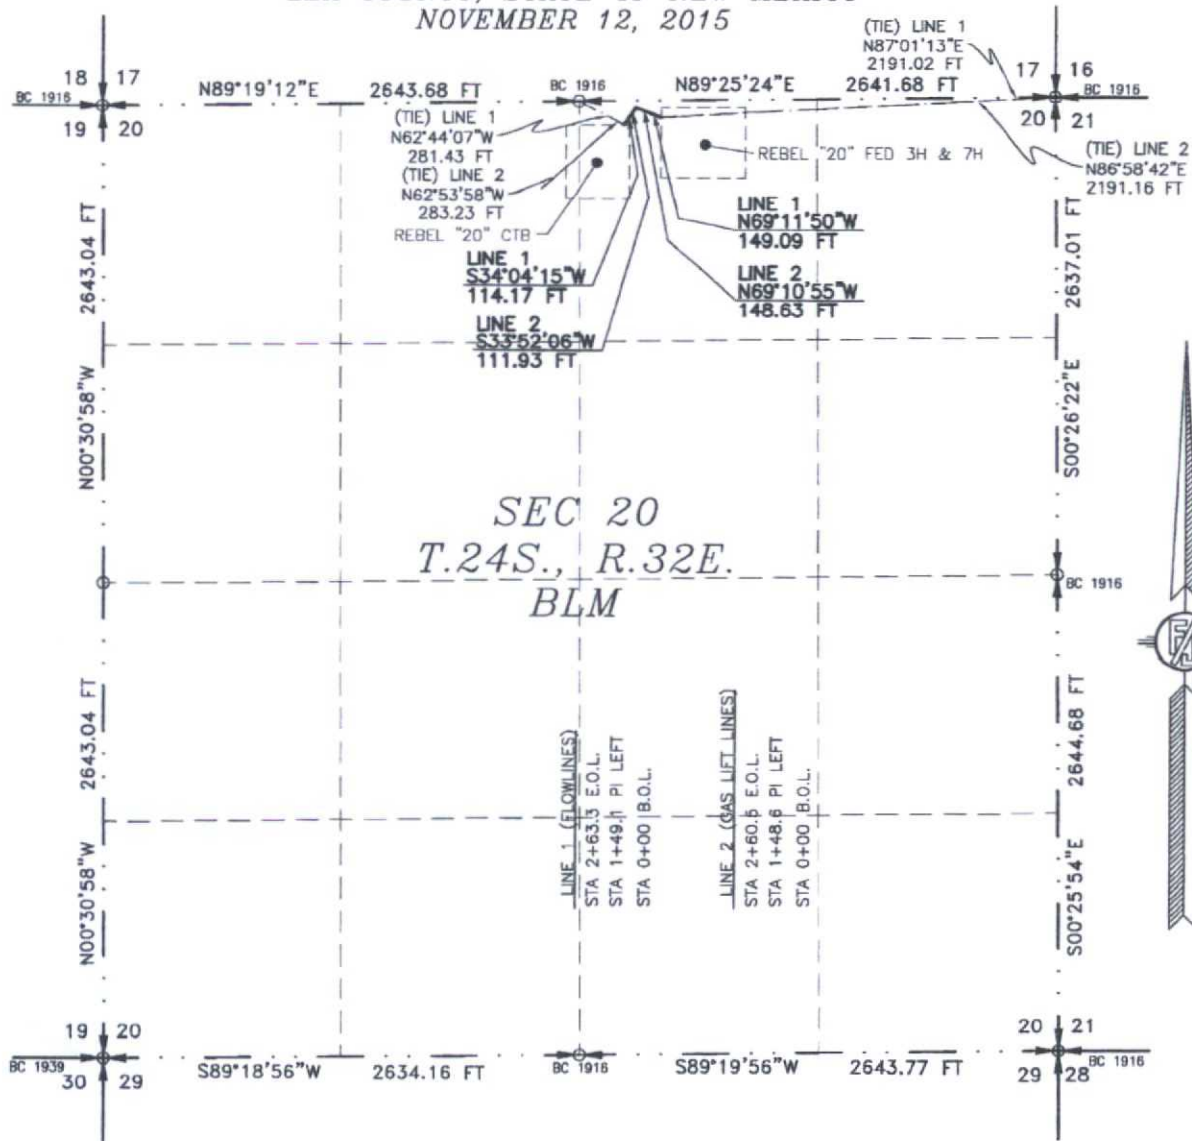 NOVEMBER 12, 2015
(TIE) LINE 1
N87°01'13"E
2191.02 FT
18 17
BC 1916
19 20
N89°19'12"E 2643.68 FT
BC 1916
N89°25'24"E 2641.68 FT
17 16
BC 1916
20 21
(TIE) LINE 1
N62°44'07"W
281.43 FT
(TIE) LINE 2
N62°53'58"W
283.23 FT
REBEL "20" CTB
REBEL "20" FED 3H & 7H
(TIE) LINE 2
N86°58'42"E
2191.16 FT
LINE 1
N69°11'50"W
149.09 FT
LINE 1
S34°04'15"W
114.17 FT
LINE 2
N69°10'55"W
148.63 FT
LINE 2
S33°52'06"W
111.93 FT
N00°30'58"W 2643.04 FT
S00°26'22"E 2637.01 FT
SEC 20
T.24S., R.32E.
BLM
BC 1916
N00°30'58"W 2643.04 FT
LINE 1 (FLOWLINES)
STA 2+63.3 E.O.L.
STA 1+49.1 PI LEFT
STA 0+00 B.O.L.
LINE 2 (GAS LIFT LINES)
STA 2+60.6 E.O.L.
STA 1+48.6 PI LEFT
STA 0+00 B.O.L.
S00°25'54"E 2644.68 FT
19 20
BC 1939
30 29
S89°18'56"W 2634.16 FT
BC 1916
S89°19'56"W 2643.77 FT
20 21
BC 1916
29 28